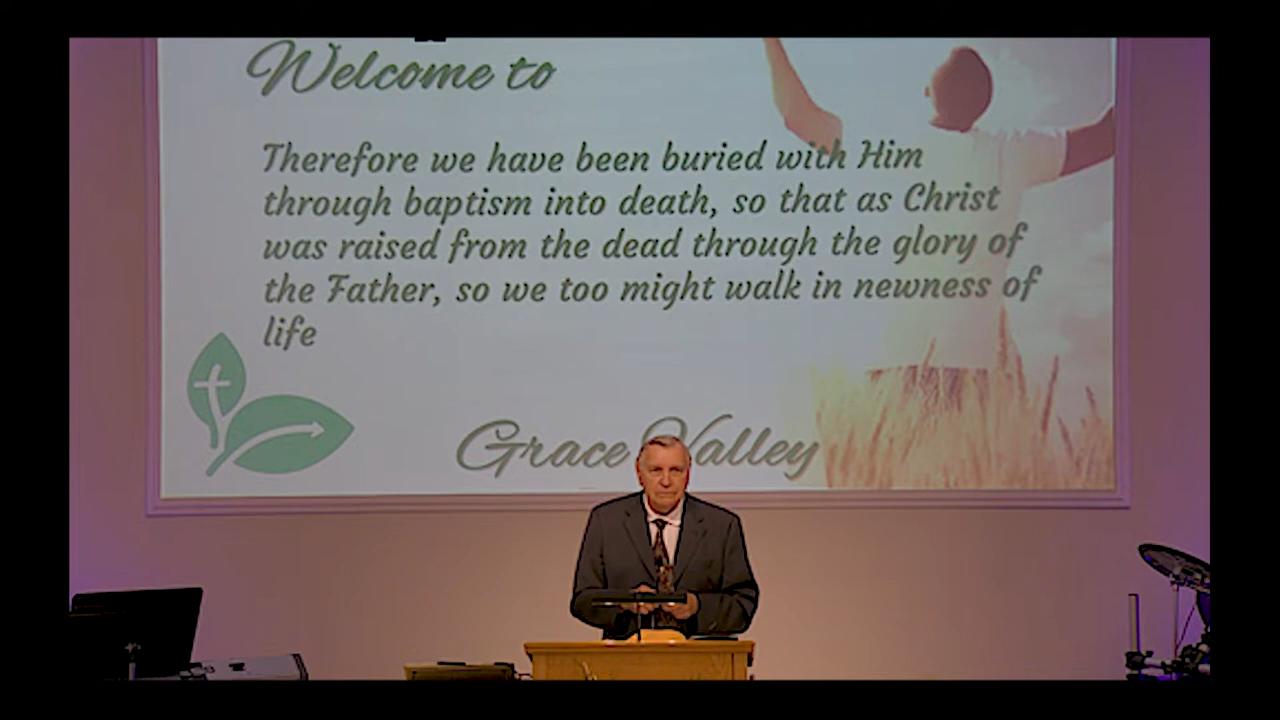 Welcome to
Therefore we have been buried with Him
through baptism into death, so that as Christ
was raised from the dead through the glory of
the Father, so we too might walk in newness of
life
Grace Valley